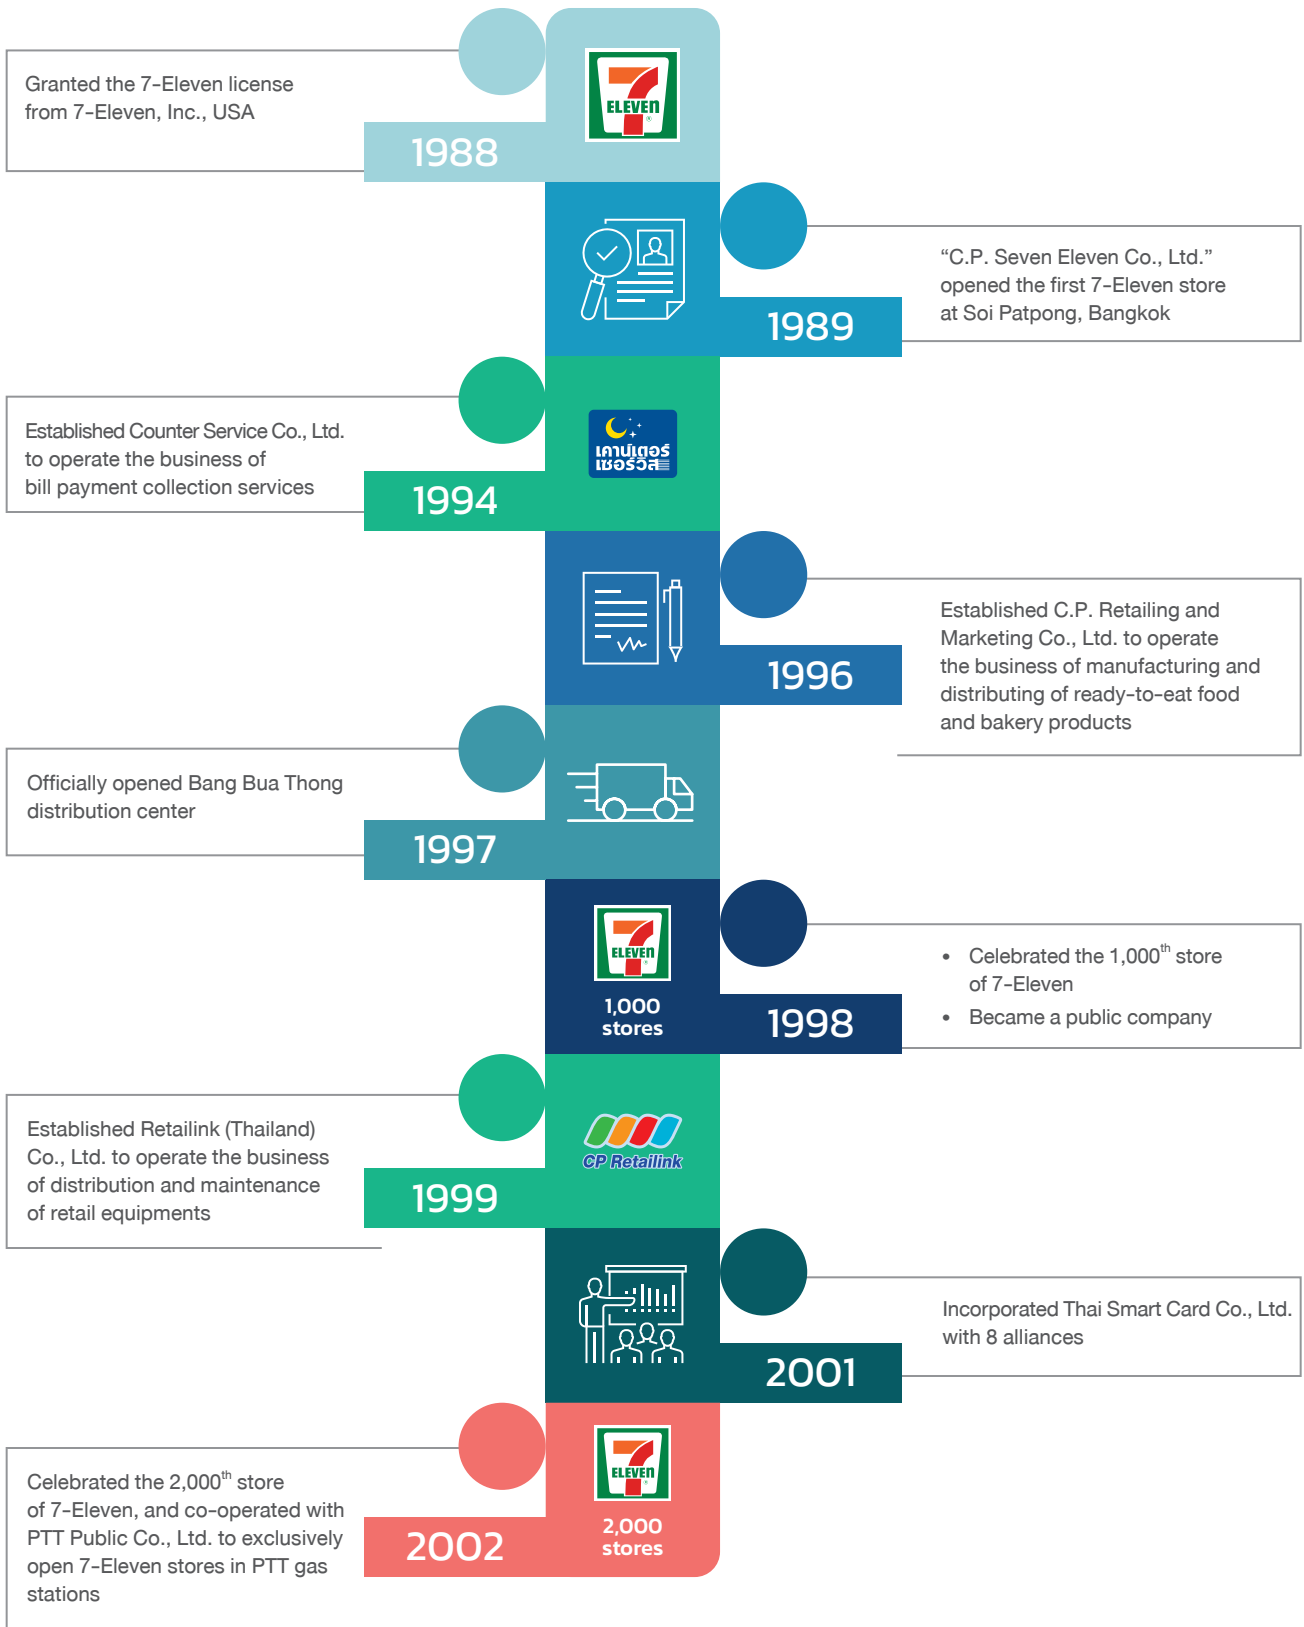 Granted the 7-Eleven license
from 7-Eleven, Inc., USA
1988
7
ELEVEN
®
"C.P. Seven Eleven Co., Ltd."
opened the first 7-Eleven store
at Soi Patpong, Bangkok
1989
Established Counter Service Co., Ltd.
to operate the business of
bill payment collection services
1994
เคาน์เตอร์
เซอร์วิส
Established C.P. Retailing and
Marketing Co., Ltd. to operate
the business of manufacturing and
distributing of ready-to-eat food
and bakery products
1996
Officially opened Bang Bua Thong
distribution center
1997
7
ELEVEN
®
1,000
stores
1998
• Celebrated the 1,000th store
of 7-Eleven
• Became a public company
Established Retailink (Thailand)
Co., Ltd. to operate the business
of distribution and maintenance
of retail equipments
1999
CP Retailink
Incorporated Thai Smart Card Co., Ltd.
with 8 alliances
2001
Celebrated the 2,000th store
of 7-Eleven, and co-operated with
PTT Public Co., Ltd. to exclusively
open 7-Eleven stores in PTT gas
stations
2002
7
ELEVEN
®
2,000
stores